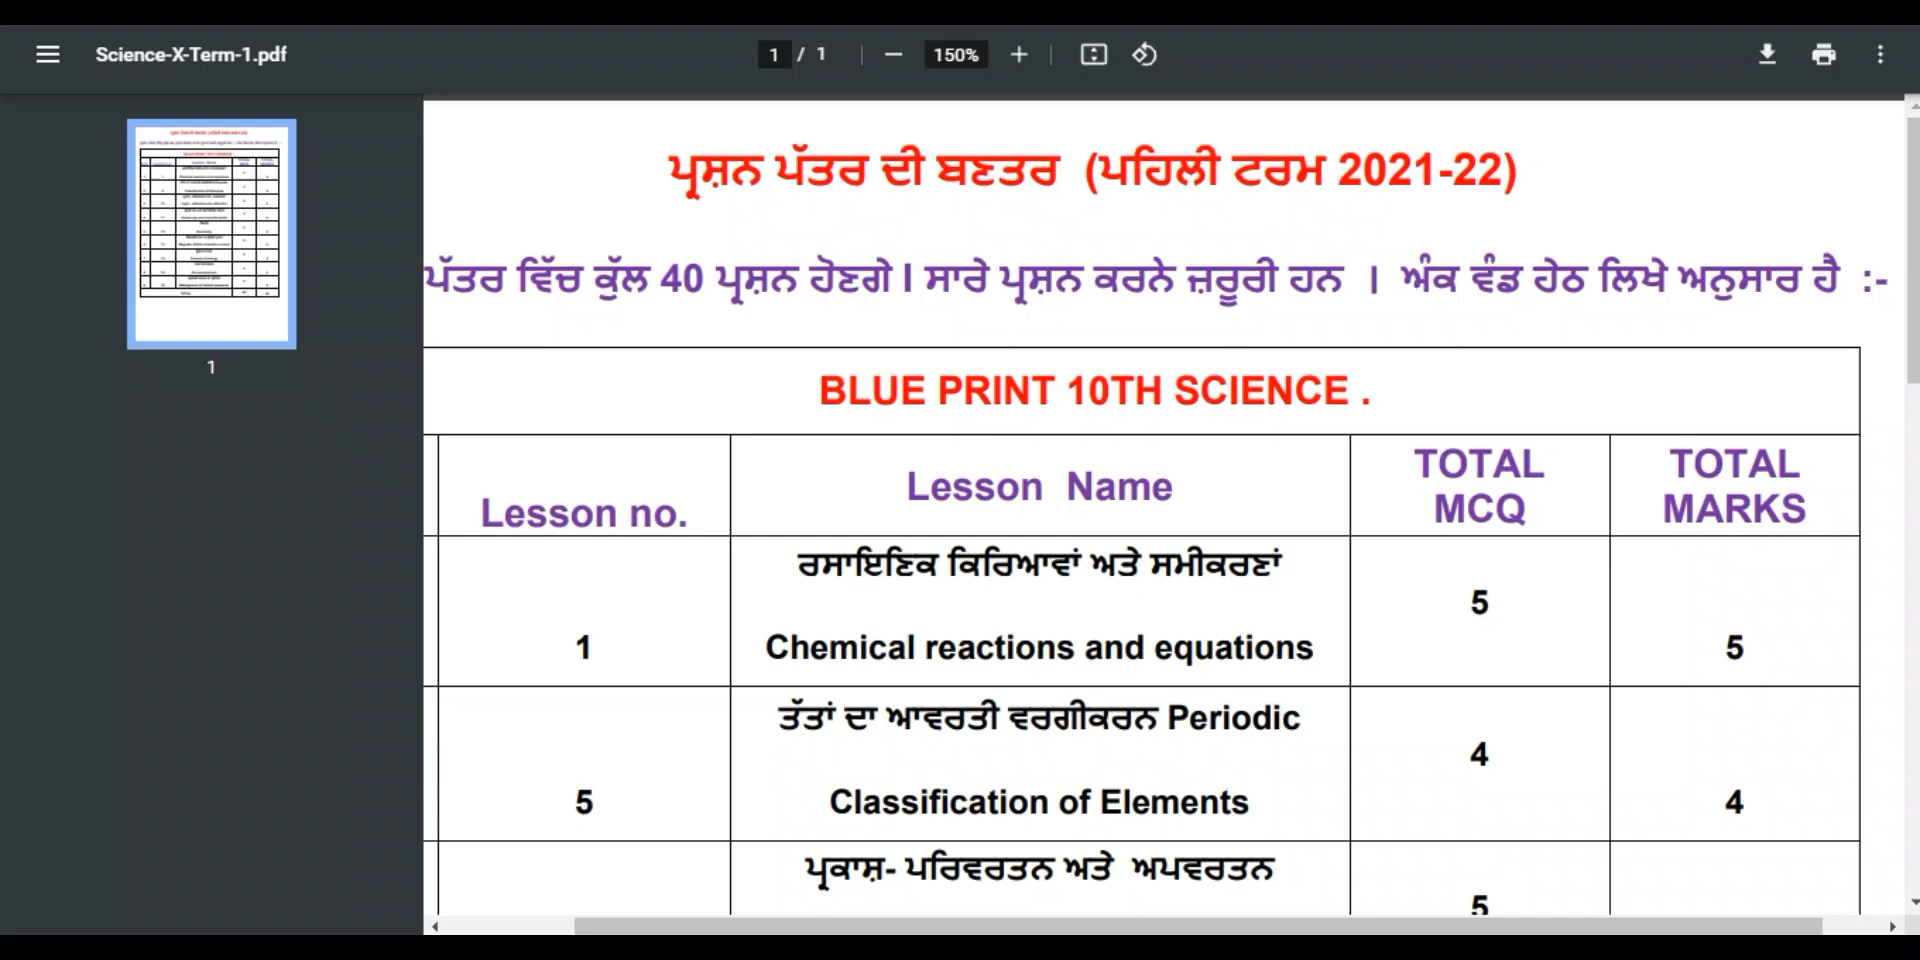 Science-X-Term-1.pdf
1 / 1
150%
ਪ੍ਰਸ਼ਨ ਪੱਤਰ ਦੀ ਬਣਤਰ (ਪਹਿਲੀ ਟਰਮ 2021-22)
ਪੱਤਰ ਵਿੱਚ ਕੁੱਲ 40 ਪ੍ਰਸ਼ਨ ਹੋਣਗੇ l ਸਾਰੇ ਪ੍ਰਸ਼ਨ ਕਰਨੇ ਜ਼ਰੂਰੀ ਹਨ । ਅੰਕ ਵੰਡ ਹੇਠ ਲਿਖੇ ਅਨੁਸਾਰ ਹੈ :-
1
BLUE PRINT 10TH SCIENCE .
Lesson no.
Lesson Name
TOTAL
MCQ
TOTAL
MARKS
1
ਰਸਾਇਣਿਕ ਕਿਰਿਆਵਾਂ ਅਤੇ ਸਮੀਕਰਣਾਂ
Chemical reactions and equations
5
5
5
ਤੱਤਾਂ ਦਾ ਆਵਰਤੀ ਵਰਗੀਕਰਨ Periodic
Classification of Elements
4
4
ਪ੍ਰਕਾਸ਼- ਪਰਿਵਰਤਨ ਅਤੇ ਅਪਵਰਤਨ
5